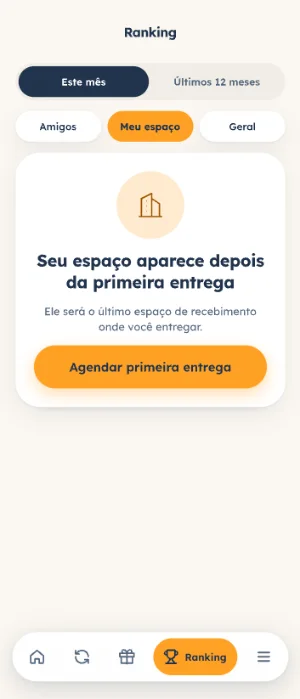 Ranking
Este mês
Últimos 12 meses
Amigos
Meu espaço
Geral
Seu espaço aparece depois
da primeira entrega
Ele será o último espaço de recebimento
onde você entregar.
Agendar primeira entrega
Ranking